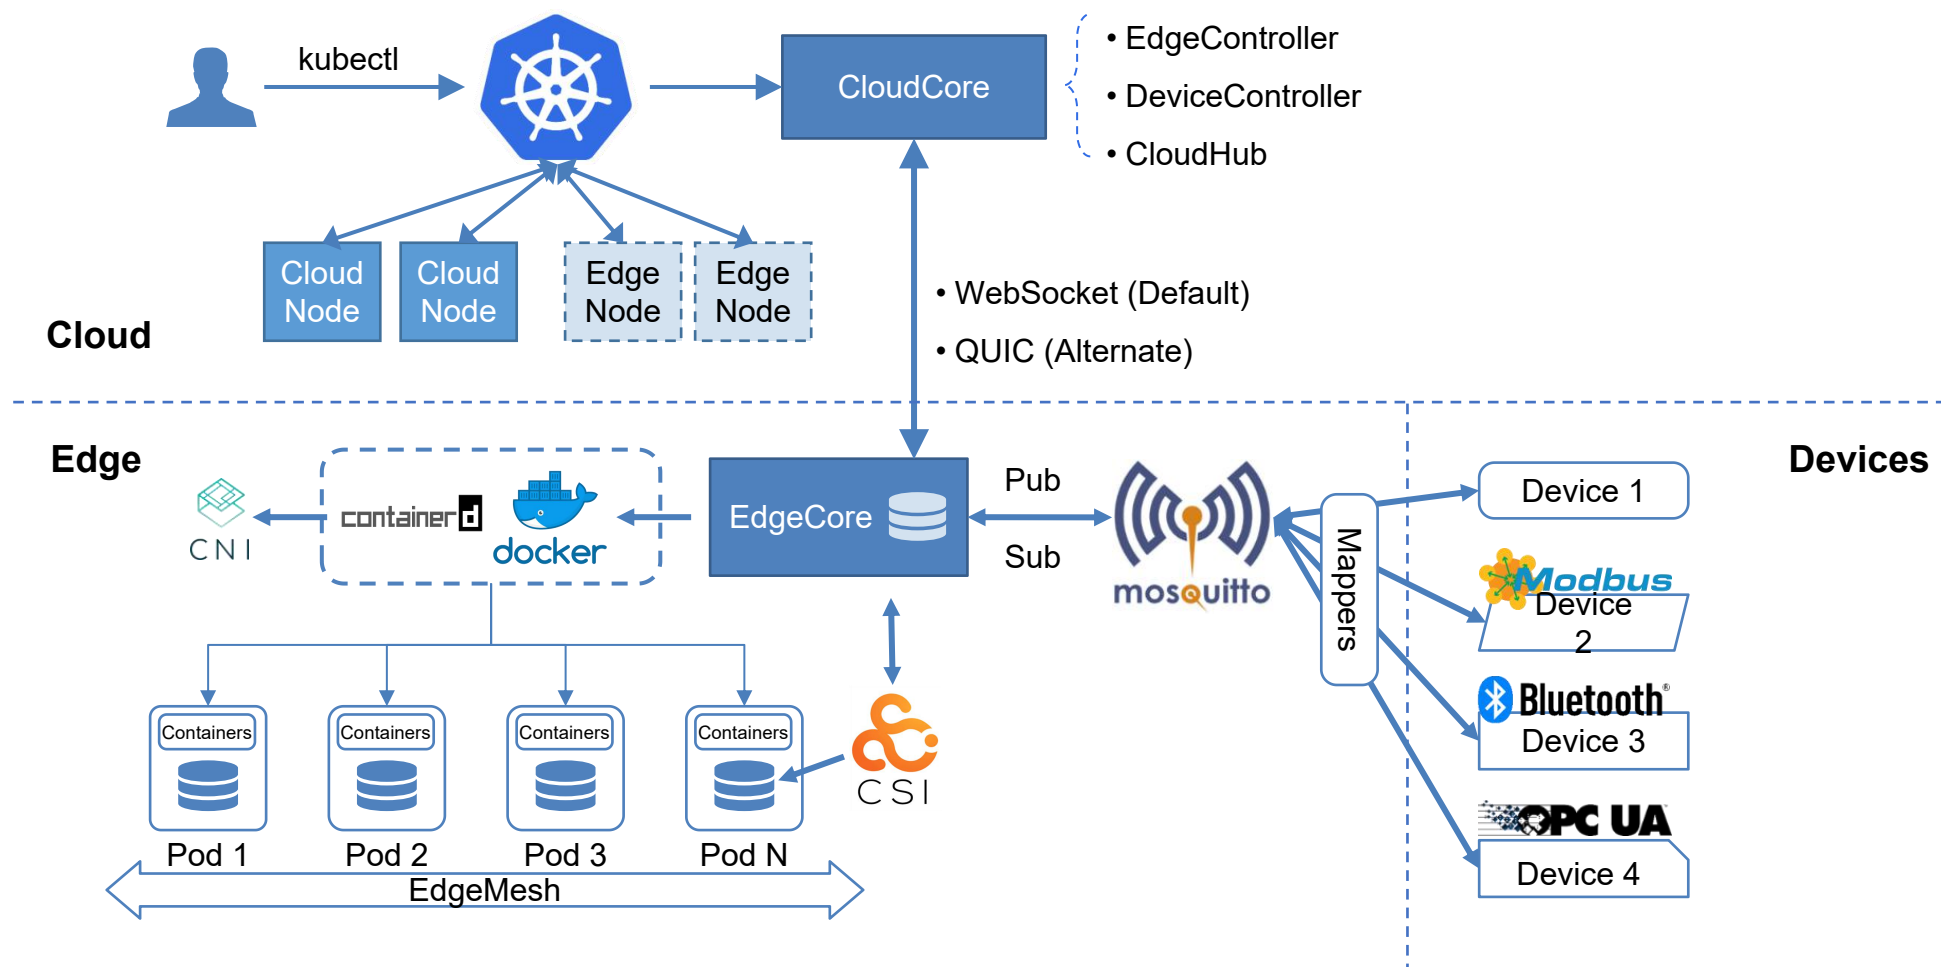 kubectl
CloudCore
• EdgeController
• DeviceController
• CloudHub
Cloud
Node
Cloud
Node
Edge
Node
Edge
Node
• WebSocket (Default)
• QUIC (Alternate)
Cloud
Edge
Devices
CNI
containerd
docker
EdgeCore
Pub
Sub
mosquitto
Mappers
Device 1
Modbus
Device
2
Bluetooth®
Device 3
OPC UA
Device 4
Containers
Containers
Containers
Containers
CSI
Pod 1
Pod 2
Pod 3
Pod N
EdgeMesh